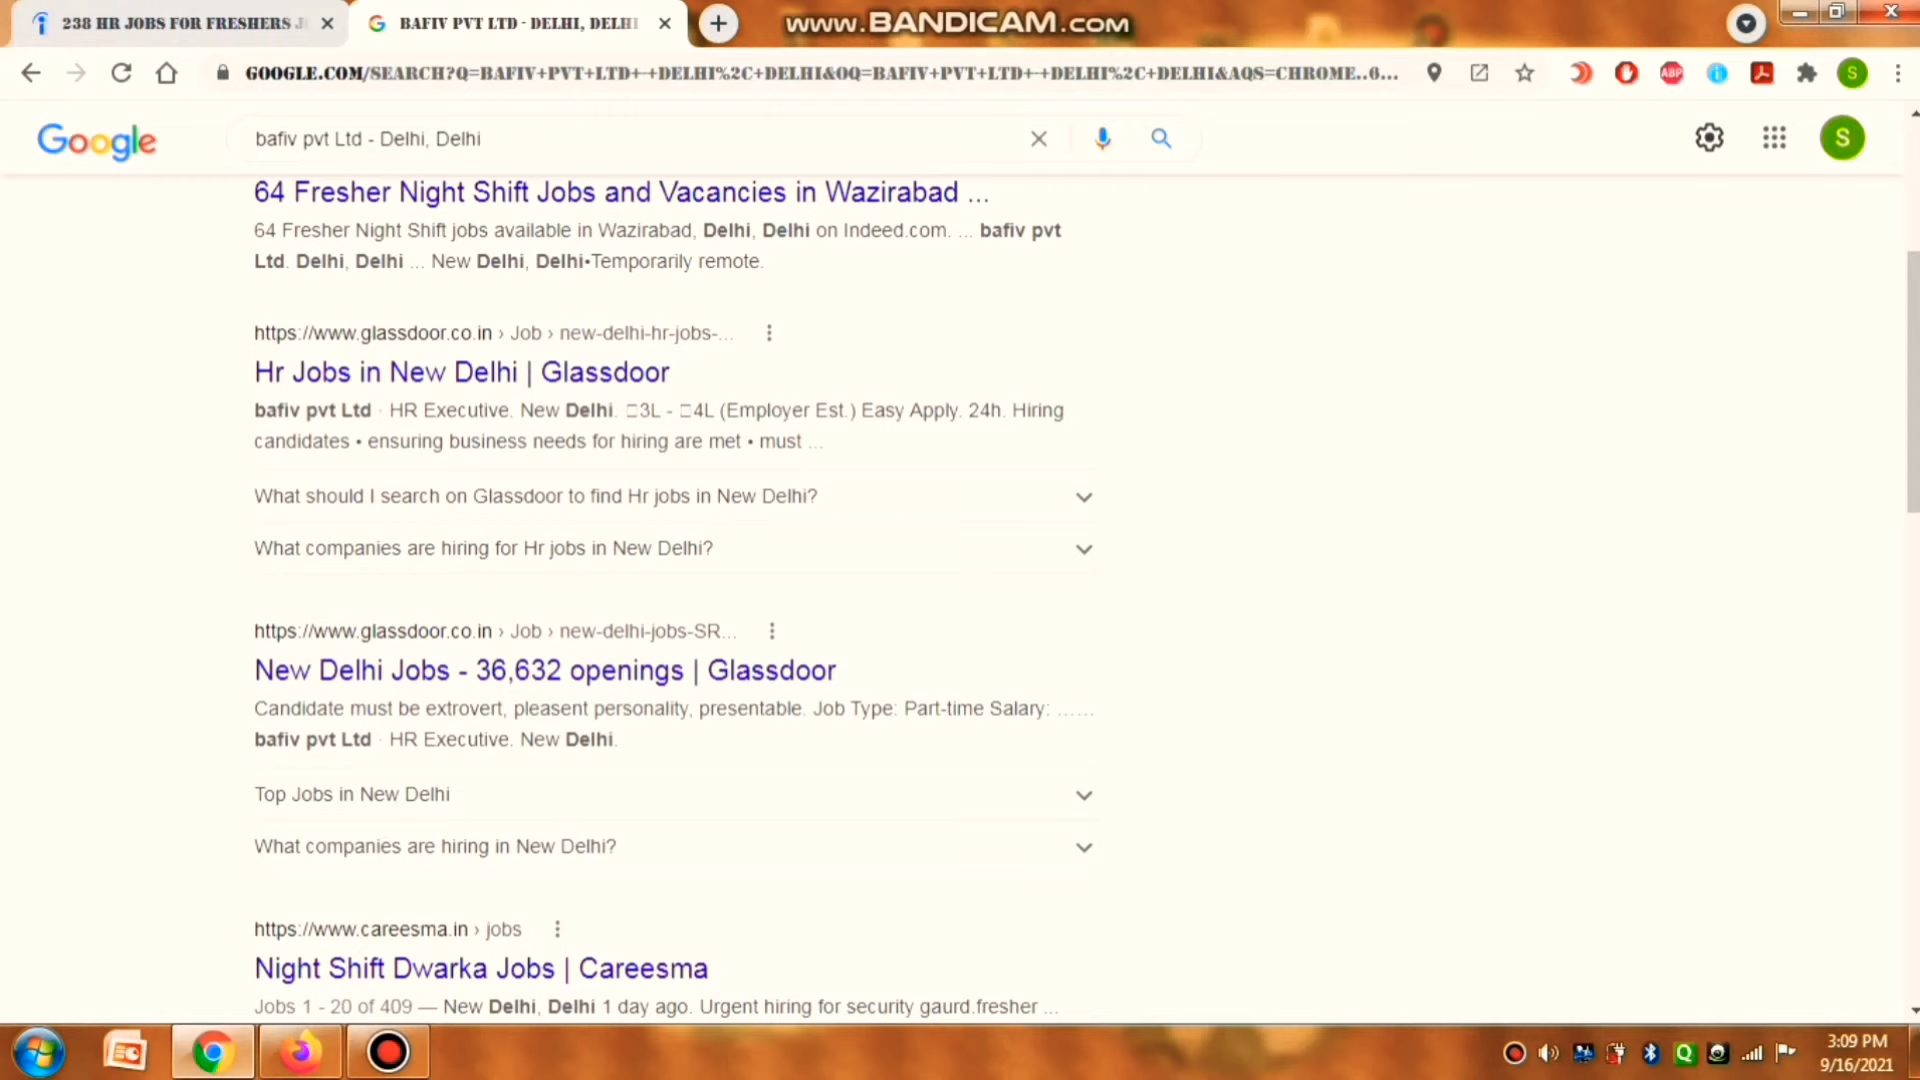 238 HR JOBS FOR FRESHERS
BAFIV PVT LTD - DELHI, DELHI
www.BANDICAM.com
GOOGLE.COM/SEARCH?Q=BAFIV+PVT+LTD+-+DELHI%2C+DELHI&OQ=BAFIV+PVT+LTD+-+DELHI%2C+DELHI&AQS=CHROME..6...
ABP
S
Google
bafiv pvt Ltd - Delhi, Delhi
S
64 Fresher Night Shift Jobs and Vacancies in Wazirabad ...
64 Fresher Night Shift jobs available in Wazirabad, Delhi, Delhi on Indeed.com. ... bafiv pvt
Ltd. Delhi, Delhi ... New Delhi, Delhi•Temporarily remote.
https://www.glassdoor.co.in › Job › new-delhi-hr-jobs-...
Hr Jobs in New Delhi | Glassdoor
bafiv pvt Ltd · HR Executive. New Delhi. □3L - □4L (Employer Est.) Easy Apply. 24h. Hiring
candidates • ensuring business needs for hiring are met • must ...
What should I search on Glassdoor to find Hr jobs in New Delhi?
What companies are hiring for Hr jobs in New Delhi?
https://www.glassdoor.co.in › Job › new-delhi-jobs-SR...
New Delhi Jobs - 36,632 openings | Glassdoor
Candidate must be extrovert, pleasent personality, presentable. Job Type: Part-time Salary: ......
bafiv pvt Ltd · HR Executive. New Delhi.
Top Jobs in New Delhi
What companies are hiring in New Delhi?
https://www.careesma.in › jobs
Night Shift Dwarka Jobs | Careesma
Jobs 1 - 20 of 409 — New Delhi, Delhi 1 day ago. Urgent hiring for security gaurd.fresher ...
3:09 PM
9/16/2021